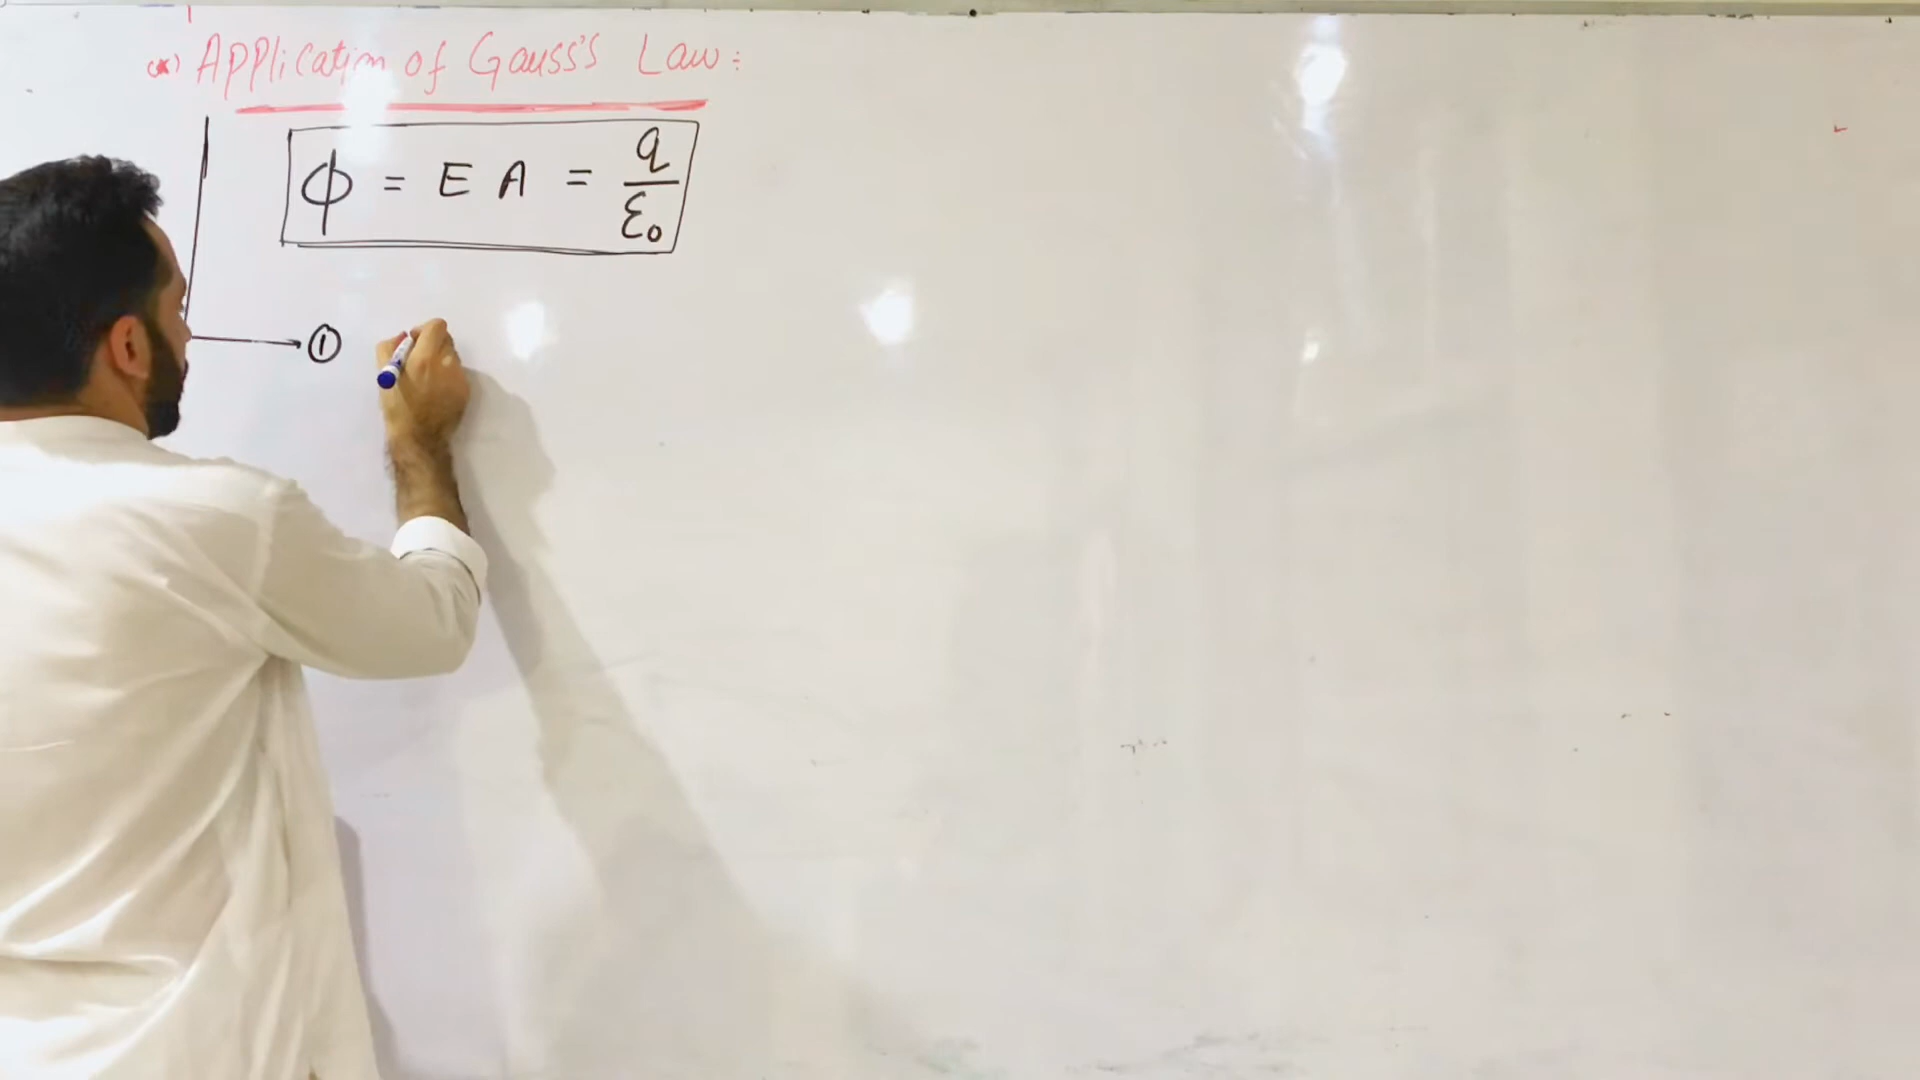 (*) Application of Gauss's Law:
ϕ = E A = q/ε₀
①